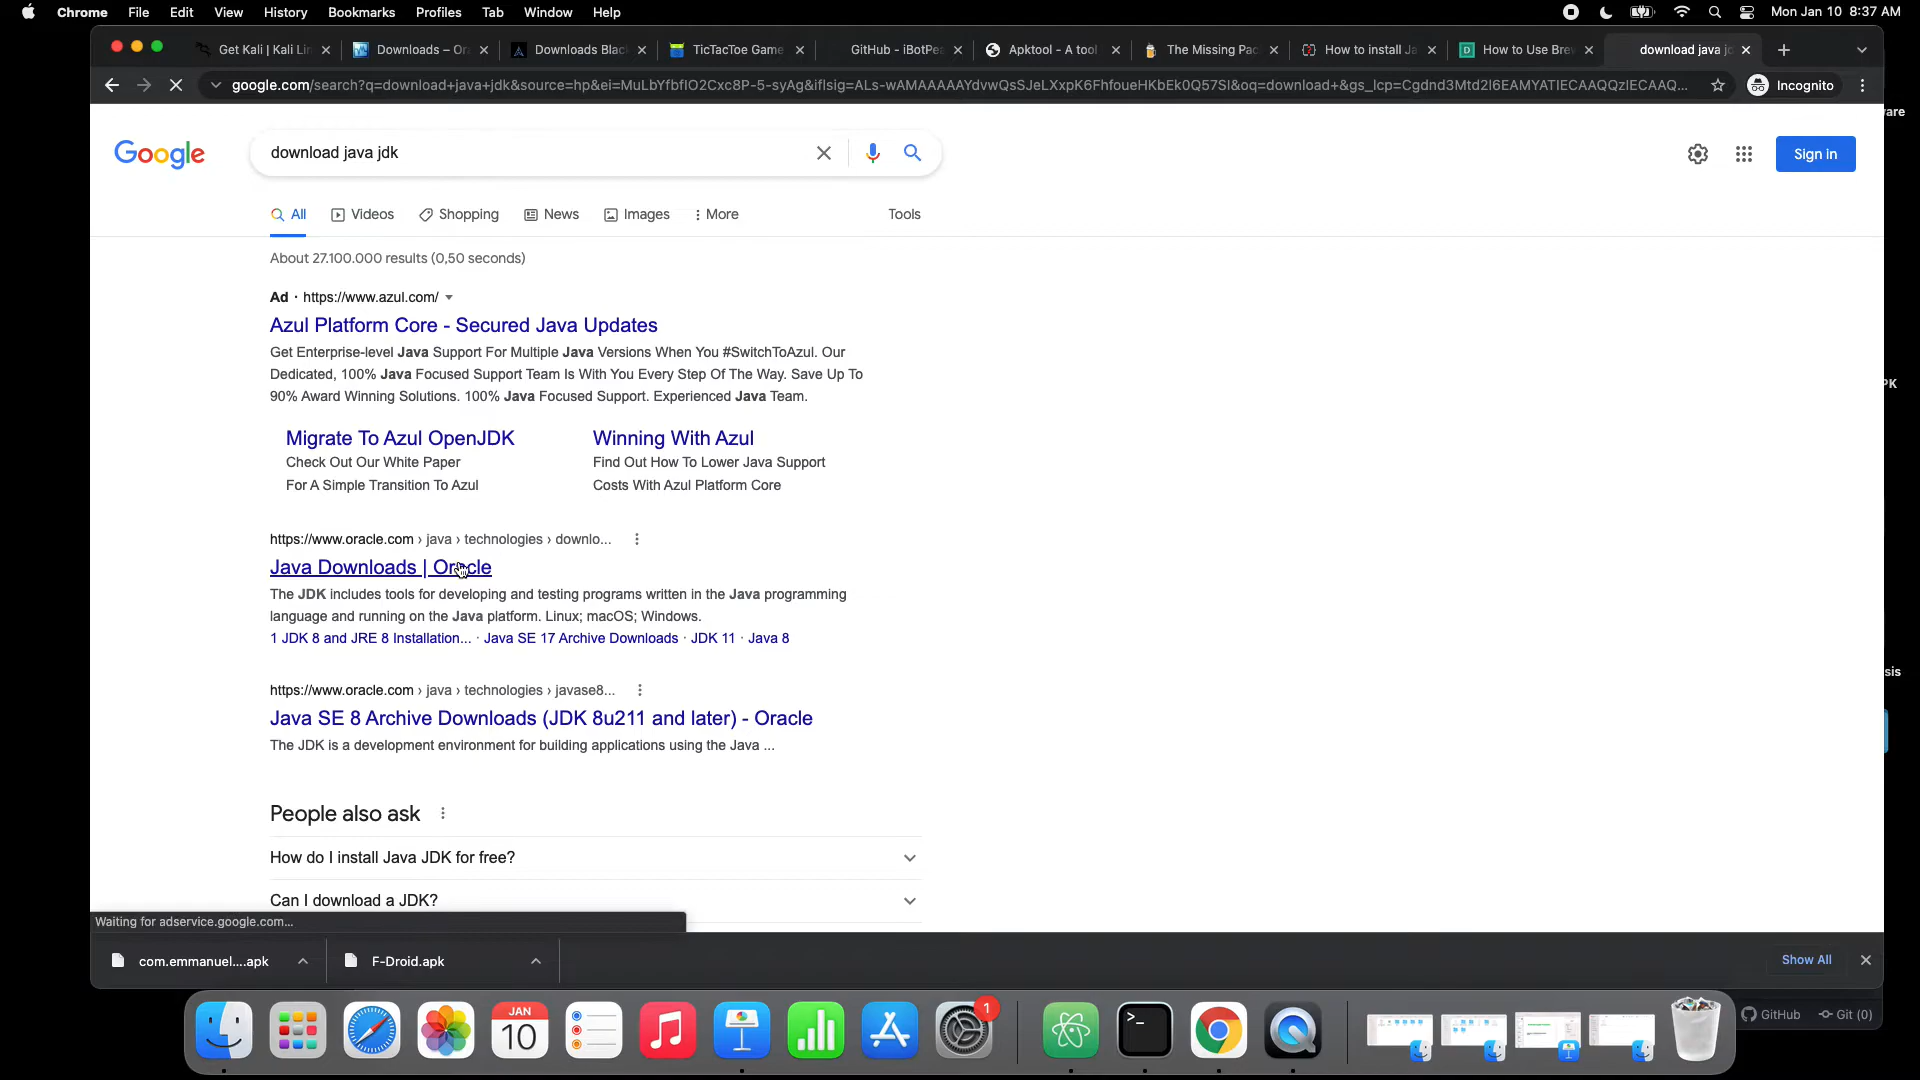 Chrome File Edit View History Bookmarks Profiles Tab Window Help
Mon Jan 10 8:37 AM
Get Kali | Kali Lin
Downloads – Or
Downloads Blac
TicTacToe Game
GitHub - iBotPea
Apktool - A tool
The Missing Pac
How to install Ja
How to Use Brew
download java jd
google.com/search?q=download+java+jdk&source=hp&ei=MuLbYfbfIO2Cxc8P-5-syAg&iflsig=ALs-wAMAAAAAYdvwQsSJeLXxpK6FhfoueHKbEk0Q57SI&oq=download+&gs_lcp=Cgdnd3Mtd2l6EAMYATIECAAQQzIECAAQ...
Incognito
are
Google
download java jdk
Sign in
All Videos Shopping News Images More Tools
About 27.100.000 results (0,50 seconds)
Ad · https://www.azul.com/
Azul Platform Core - Secured Java Updates
Get Enterprise-level Java Support For Multiple Java Versions When You #SwitchToAzul. Our
Dedicated, 100% Java Focused Support Team Is With You Every Step Of The Way. Save Up To
90% Award Winning Solutions. 100% Java Focused Support. Experienced Java Team.
PK
Migrate To Azul OpenJDK
Check Out Our White Paper
For A Simple Transition To Azul
Winning With Azul
Find Out How To Lower Java Support
Costs With Azul Platform Core
https://www.oracle.com › java › technologies › downlo...
Java Downloads | Oracle
The JDK includes tools for developing and testing programs written in the Java programming
language and running on the Java platform. Linux; macOS; Windows.
1 JDK 8 and JRE 8 Installation... · Java SE 17 Archive Downloads · JDK 11 · Java 8
sis
https://www.oracle.com › java › technologies › javase8...
Java SE 8 Archive Downloads (JDK 8u211 and later) - Oracle
The JDK is a development environment for building applications using the Java ...
People also ask
How do I install Java JDK for free?
Can I download a JDK?
Waiting for adservice.google.com...
com.emmanuel....apk
F-Droid.apk
Show All
JAN
10
1
>_
GitHub
Git (0)